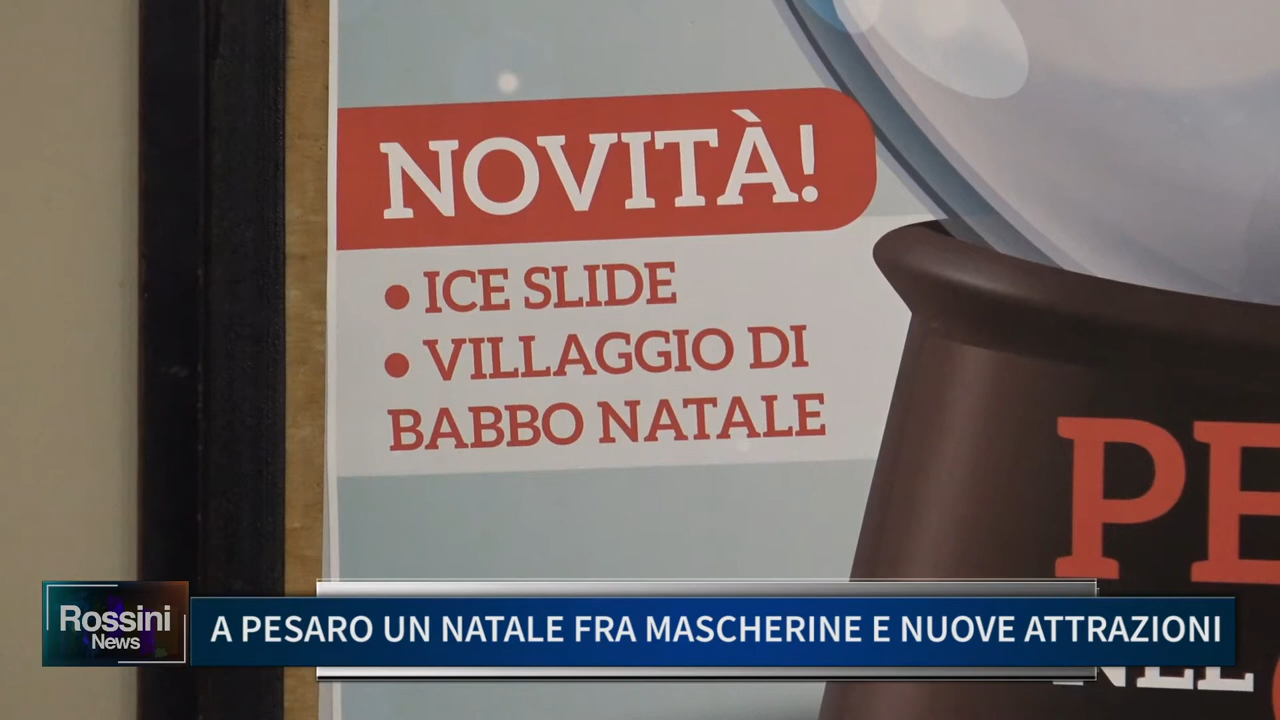 NOVITÀ!
• ICE SLIDE
• VILLAGGIO DI
BABBO NATALE
PE
Rossini
News
A PESARO UN NATALE FRA MASCHERINE E NUOVE ATTRAZIONI